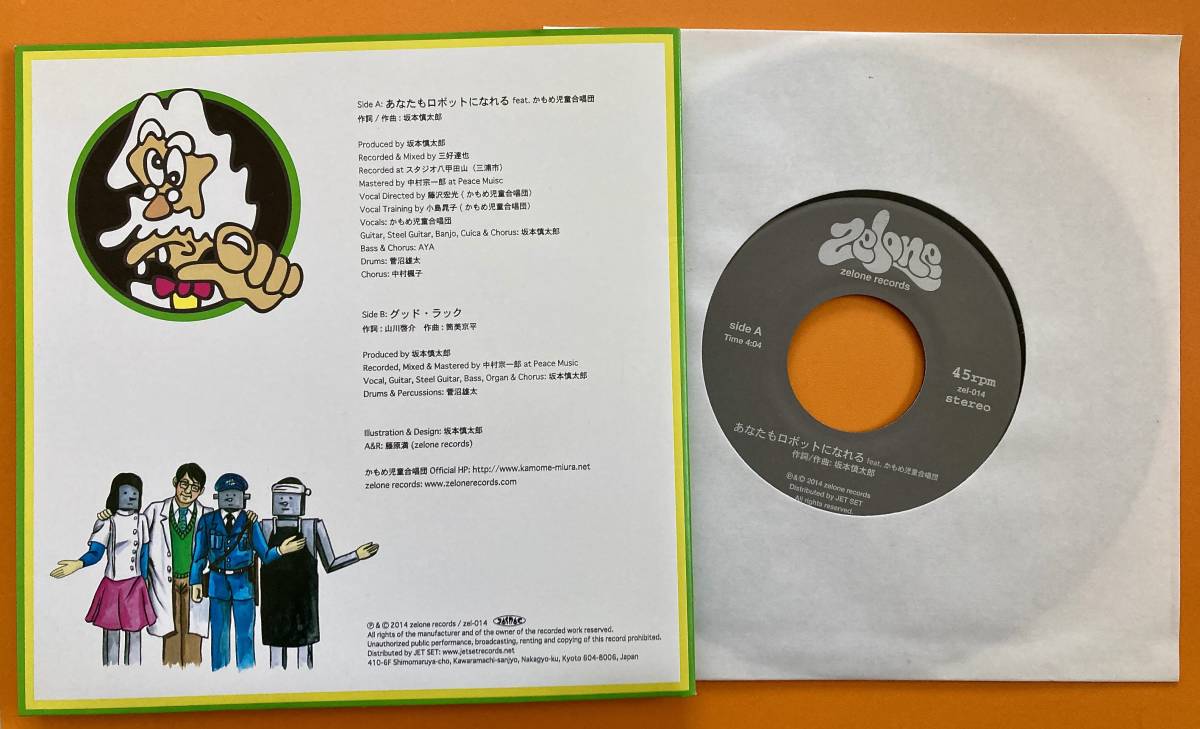 Side A: あなたもロボットになれる feat. かもめ児童合唱団
作詞 / 作曲 : 坂本慎太郎
Produced by 坂本慎太郎
Recorded & Mixed by 三好達也
Recorded at スタジオ八甲田山（三浦市）
Mastered by 中村宗一郎 at Peace Muisc
Vocal Directed by 藤沢宏光 ( かもめ児童合唱団 )
Vocal Training by 小島晁子 ( かもめ児童合唱団 )
Vocals: かもめ児童合唱団
Guitar, Steel Guitar, Banjo, Cuica & Chorus: 坂本慎太郎
Bass & Chorus: AYA
Drums: 菅沼雄太
Chorus: 中村楓子
Side B: グッド・ラック
作詞 : 山川啓介 作曲 : 筒美京平
Produced by 坂本慎太郎
Recorded, Mixed & Mastered by 中村宗一郎 at Peace Music
Vocal, Guitar, Steel Guitar, Bass, Organ & Chorus: 坂本慎太郎
Drums & Percussions: 菅沼雄太
Illustration & Design: 坂本慎太郎
A&R: 藤原満 (zelone records)
かもめ児童合唱団 Official HP: http://www.kamome-miura.net
zelone records: www.zelonerecords.com
℗ & © 2014 zelone records / zel-014
All rights of the manufacturer and of the owner of the recorded work reserved.
Unauthorized public performance, broadcasting, renting and copying of this record prohibited.
Distributed by JET SET: www.jetsetrecords.net
410-6F Shimomaruya-cho, Kawaramachi-sanjyo, Nakagyo-ku, Kyoto 604-8006, Japan
zelone
zelone records
side A
Time 4:04
45rpm
zel-014
stereo
あなたもロボットになれる feat. かもめ児童合唱団
作詞/作曲: 坂本慎太郎
℗&© 2014 zelone records
Distributed by JET SET
All rights reserved.